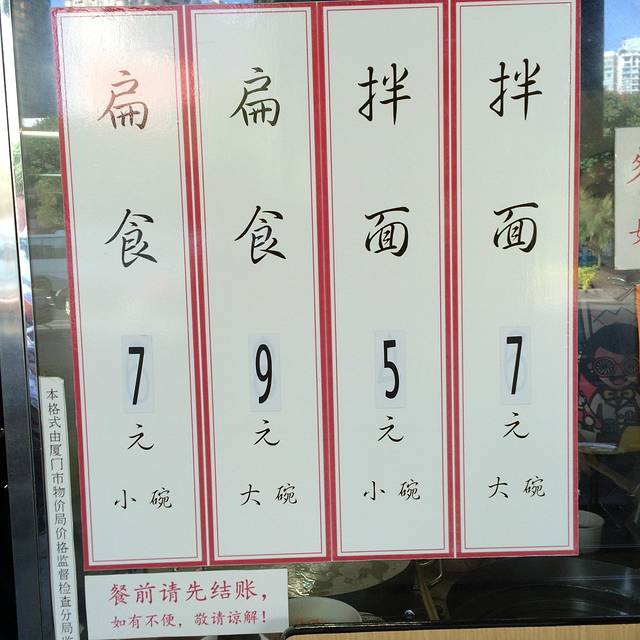 扁食7元小碗
扁食9元大碗
拌面5元小碗
拌面7元大碗
本格式由厦门市物价局价格监督检查分局
餐前请先结账，
如有不便，敬请谅解！